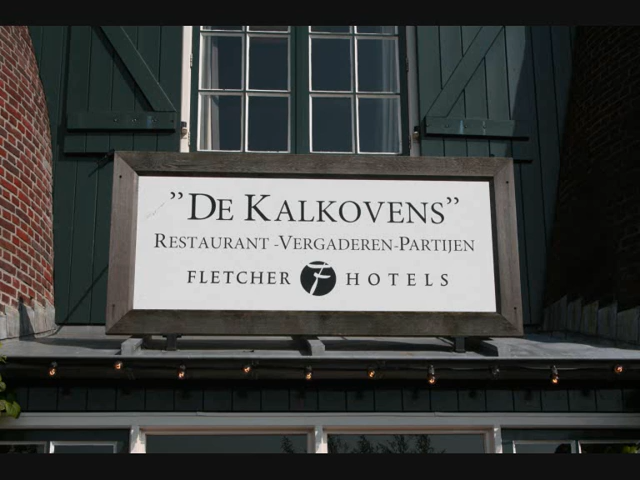 ”DE KALKOVENS”
RESTAURANT-VERGADEREN-PARTIJEN
FLETCHER HOTELS